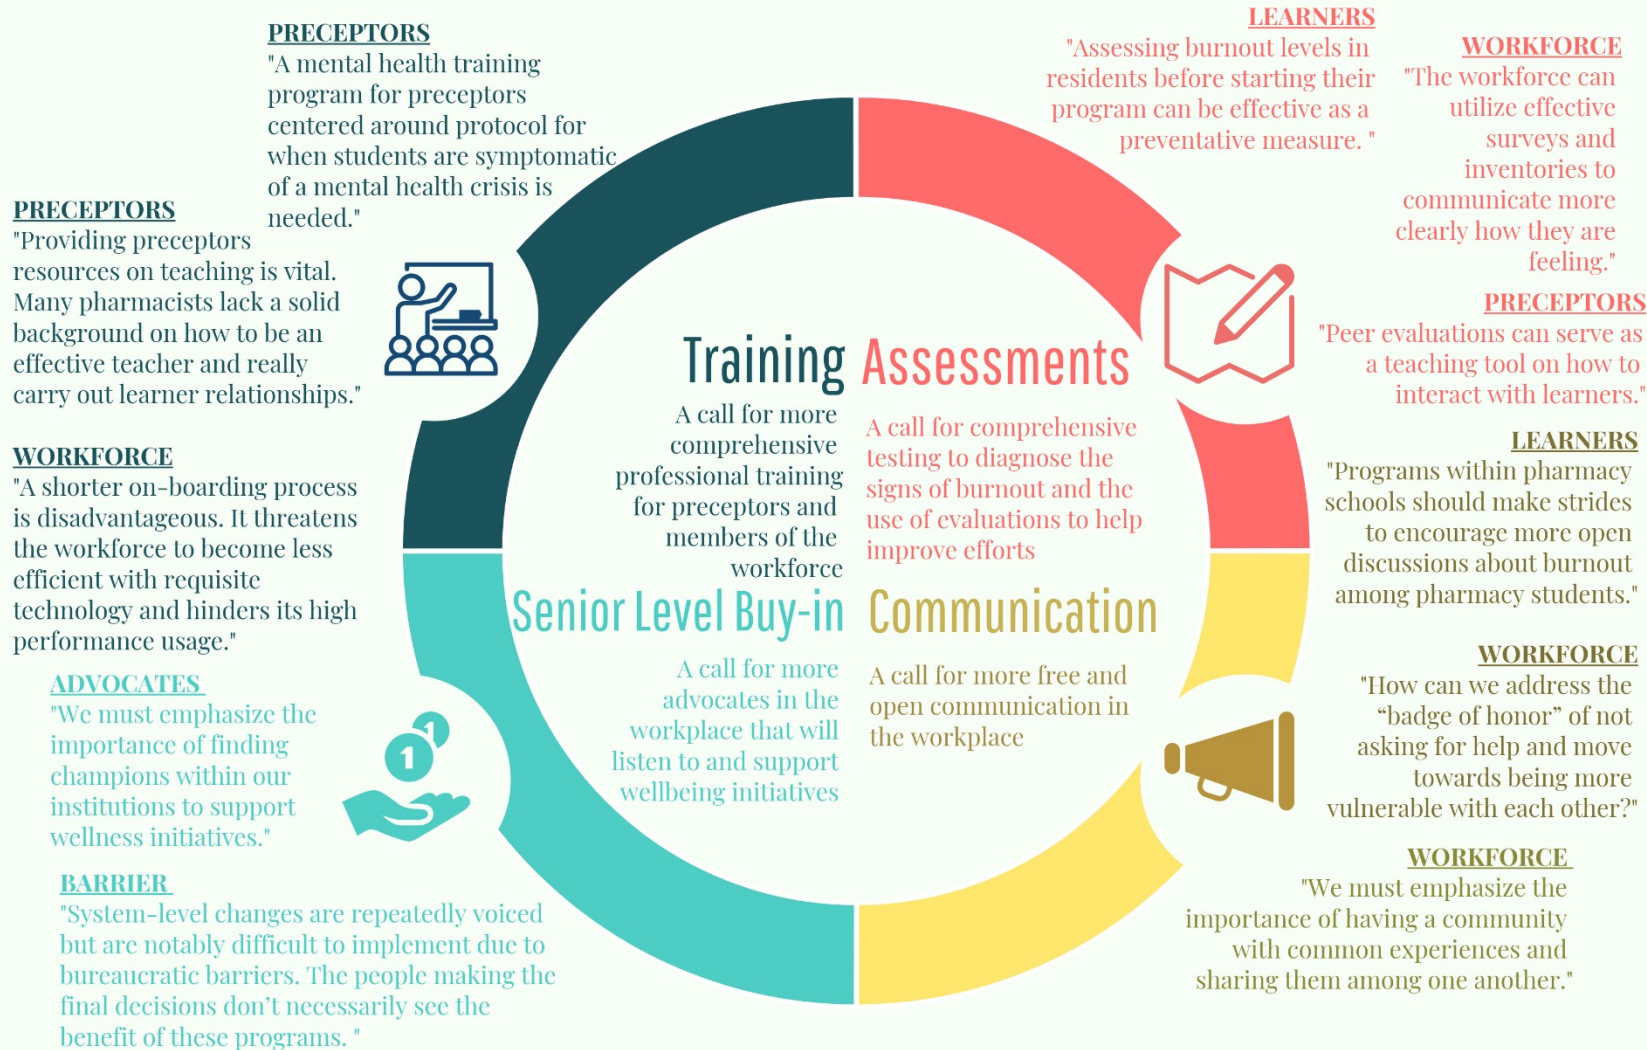 PRECEPTORS
"A mental health training
program for preceptors
centered around protocol for
when students are symptomatic
of a mental health crisis is
needed."
PRECEPTORS
"Providing preceptors
resources on teaching is vital.
Many pharmacists lack a solid
background on how to be an
effective teacher and really
carry out learner relationships."
WORKFORCE
"A shorter on-boarding process
is disadvantageous. It threatens
the workforce to become less
efficient with requisite
technology and hinders its high
performance usage."
ADVOCATES
"We must emphasize the
importance of finding
champions within our
institutions to support
wellness initiatives."
BARRIER
"System-level changes are repeatedly voiced
but are notably difficult to implement due to
bureaucratic barriers. The people making the
final decisions don’t necessarily see the
benefit of these programs. "
Training
A call for more
comprehensive
professional training
for preceptors and
members of the
workforce
Assessments
A call for comprehensive
testing to diagnose the
signs of burnout and the
use of evaluations to help
improve efforts
Senior Level Buy-in
A call for more
advocates in the
workplace that will
listen to and support
wellbeing initiatives
1
1
Communication
A call for more free and
open communication in
the workplace
LEARNERS
"Assessing burnout levels in
residents before starting their
program can be effective as a
preventative measure. "
WORKFORCE
"The workforce can
utilize effective
surveys and
inventories to
communicate more
clearly how they are
feeling."
PRECEPTORS
"Peer evaluations can serve as
a teaching tool on how to
interact with learners."
LEARNERS
"Programs within pharmacy
schools should make strides
to encourage more open
discussions about burnout
among pharmacy students."
WORKFORCE
"How can we address the
“badge of honor” of not
asking for help and move
towards being more
vulnerable with each other?"
WORKFORCE
"We must emphasize the
importance of having a community
with common experiences and
sharing them among one another."